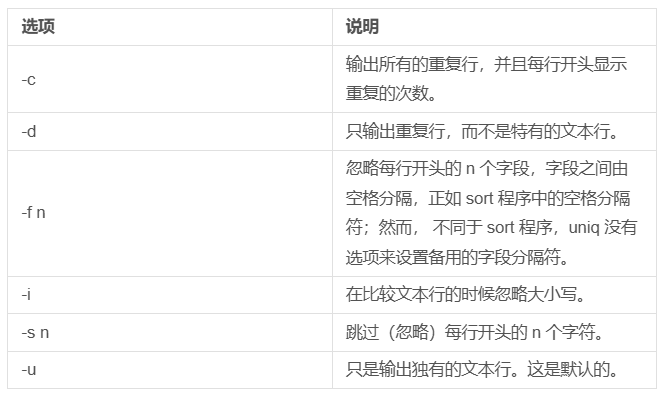 选项 说明
-c 输出所有的重复行，并且每行开头显示
重复的次数。
-d 只输出重复行，而不是特有的文本行。
-f n 忽略每行开头的 n 个字段，字段之间由
空格分隔，正如 sort 程序中的空格分隔
符；然而， 不同于 sort 程序，uniq 没有
选项来设置备用的字段分隔符。
-i 在比较文本行的时候忽略大小写。
-s n 跳过（忽略）每行开头的 n 个字符。
-u 只是输出独有的文本行。这是默认的。